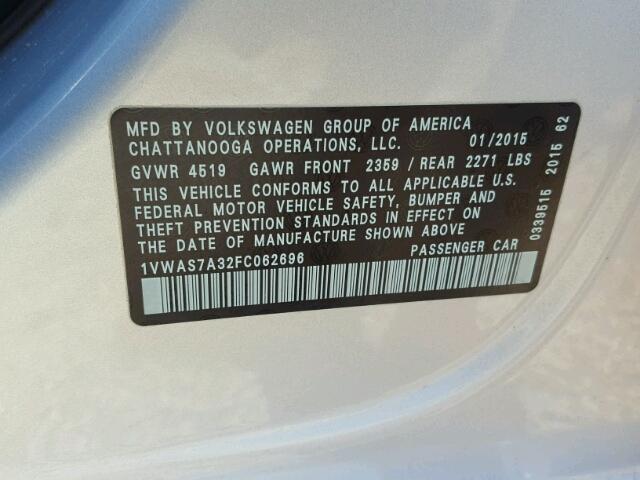 MFD BY VOLKSWAGEN GROUP OF AMERICA
CHATTANOOGA OPERATIONS, LLC. 01/2015
GVWR 4519 GAWR FRONT 2359 / REAR 2271 LBS
THIS VEHICLE CONFORMS TO ALL APPLICABLE U.S.
FEDERAL MOTOR VEHICLE SAFETY, BUMPER AND
THEFT PREVENTION STANDARDS IN EFFECT ON
THE DATE OF MANUFACTURE SHOWN ABOVE
1VWAS7A32FC062696 PASSENGER CAR
0339515 2015 62